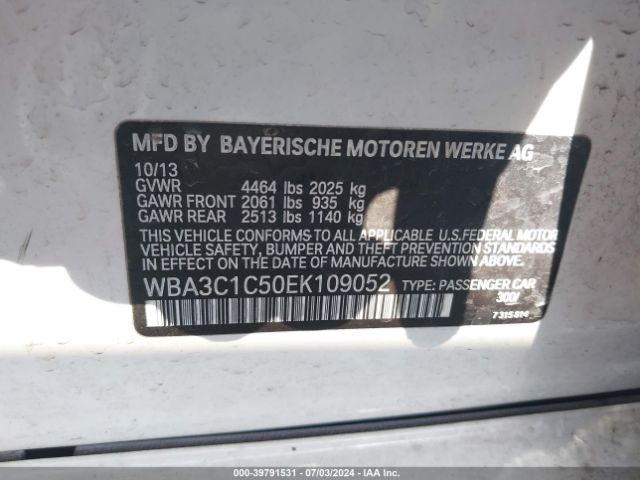 MFD BY BAYERISCHE MOTOREN WERKE AG
10/13
GVWR 4464 lbs 2025 kg
GAWR FRONT 2061 lbs 935 kg
GAWR REAR 2513 lbs 1140 kg
THIS VEHICLE CONFORMS TO ALL APPLICABLE U.S.FEDERAL MOTOR
VEHICLE SAFETY, BUMPER AND THEFT PREVENTION STANDARDS
IN EFFECT ON THE DATE OF MANUFACTURE SHOWN ABOVE.
WBA3C1C50EK109052 TYPE: PASSENGER CAR
300/
7315814
000-39791531 - 07/03/2024 - IAA Inc.